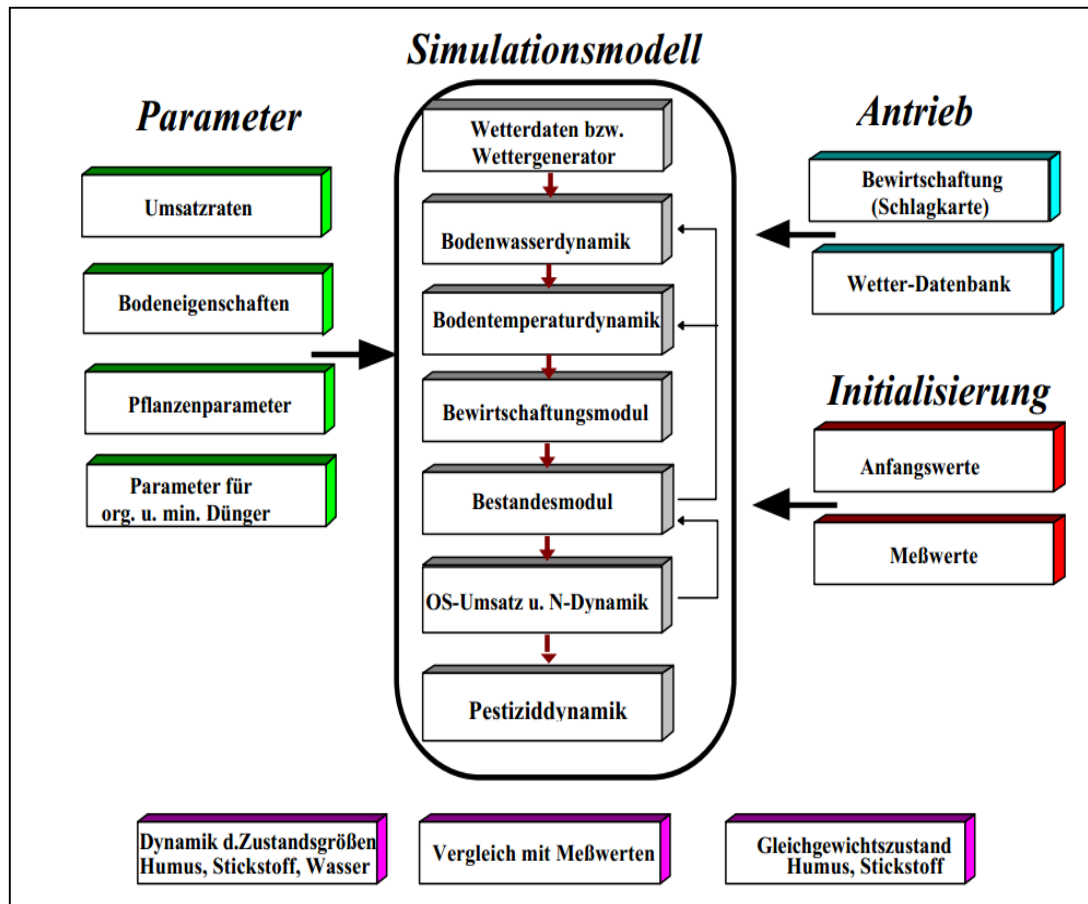 Simulationsmodell
Parameter
Umsatzraten
Bodeneigenschaften
Pflanzenparameter
Parameter für
org. u. min. Dünger
Wetterdaten bzw.
Wettergenerator
Bodenwasserdynamik
Bodentemperaturdynamik
Bewirtschaftungsmodul
Bestandesmodul
OS-Umsatz u. N-Dynamik
Pestiziddynamik
Antrieb
Bewirtschaftung
(Schlagkarte)
Wetter-Datenbank
Initialisierung
Anfangswerte
Meßwerte
Dynamik d.Zustandsgrößen
Humus, Stickstoff, Wasser
Vergleich mit Meßwerten
Gleichgewichtszustand
Humus, Stickstoff